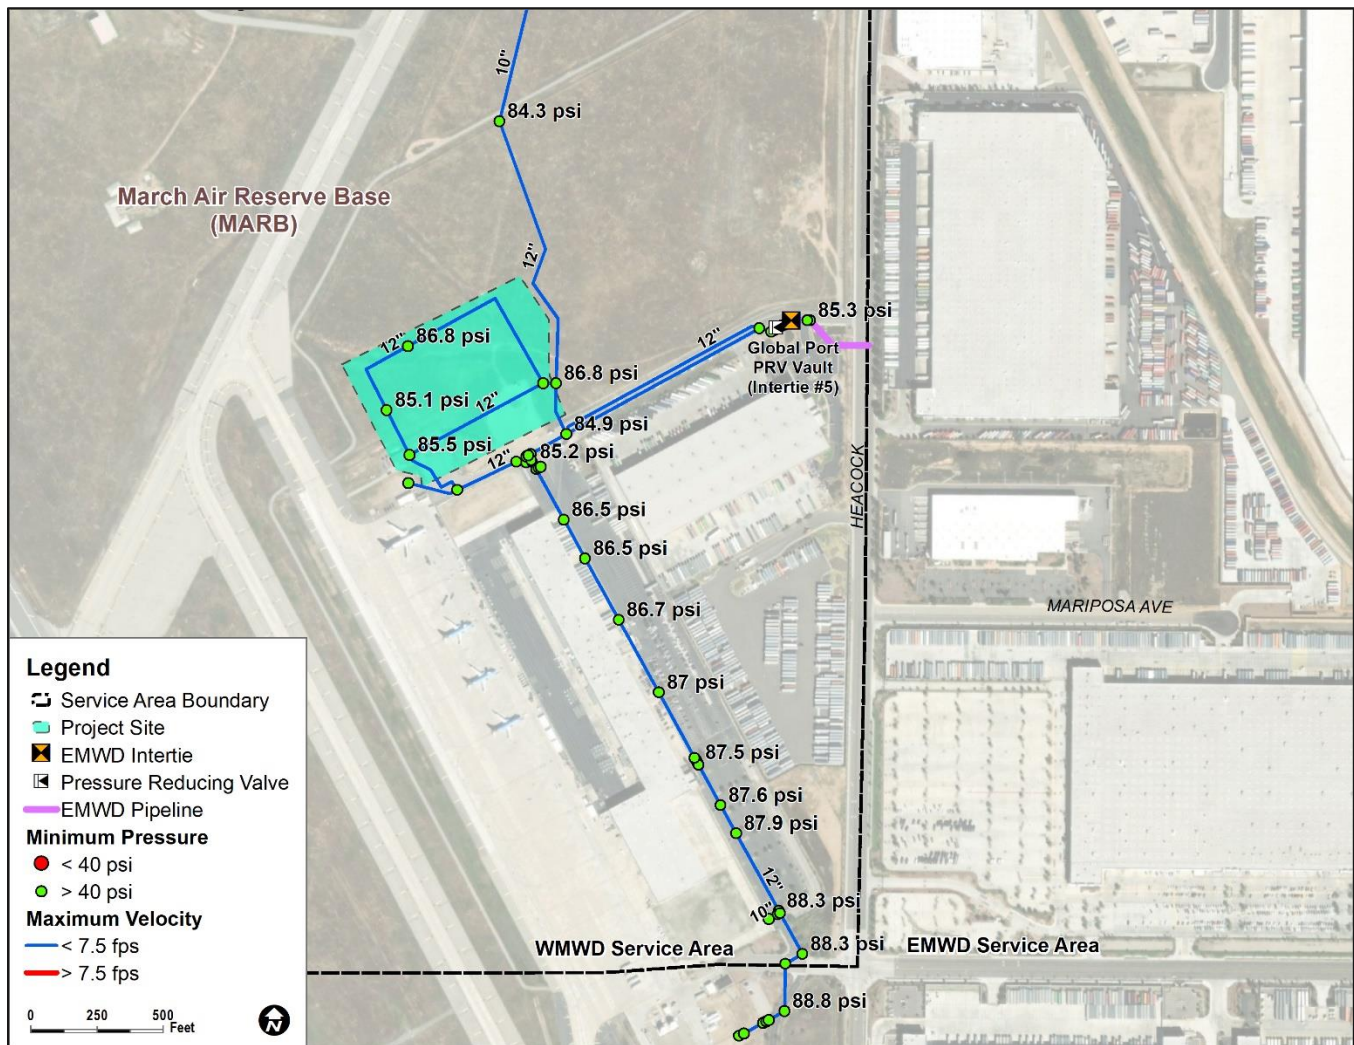 10"
84.3 psi
March Air Reserve Base
(MARB)
12"
85.3 psi
12"
Global Port
PRV Vault
(Intertie #5)
12"
86.8 psi
86.8 psi
85.1 psi
12"
84.9 psi
85.5 psi
12"
85.2 psi
HEACOCK
86.5 psi
86.5 psi
MARIPOSA AVE
86.7 psi
87 psi
87.5 psi
87.6 psi
87.9 psi
12"
10"
88.3 psi
WMWD Service Area
88.3 psi
EMWD Service Area
88.8 psi
Legend
Service Area Boundary
Project Site
EMWD Intertie
Pressure Reducing Valve
EMWD Pipeline
Minimum Pressure
< 40 psi
> 40 psi
Maximum Velocity
< 7.5 fps
> 7.5 fps
0 250 500
Feet
N